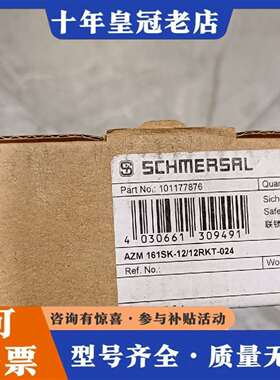 十年皇冠老店
SCHMERSAL
Part No.: 101177876
Quan
Sich
Safe
联锁
4 030661 309491
AZM 161SK-12/12RKT-024
Ref. No.:
Wo
票
咨询有惊喜·参与补贴活动
型号齐全·质量保证